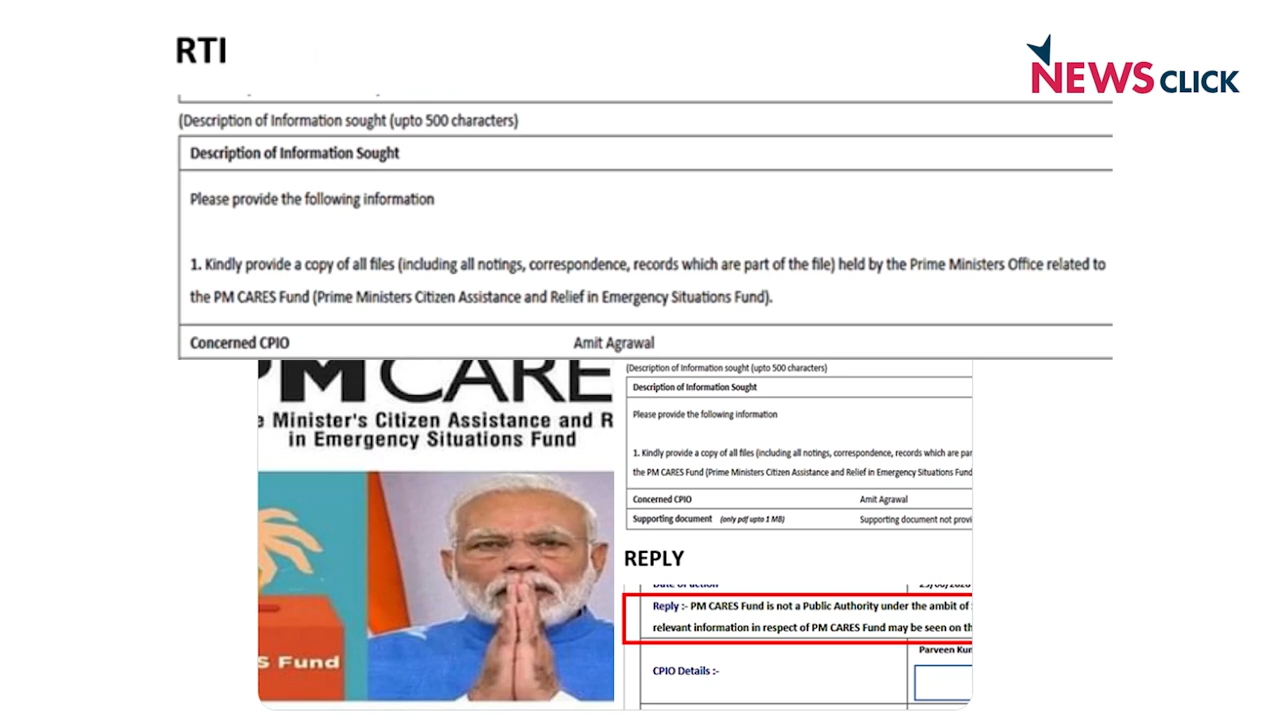 RTI
NEWS CLICK
(Description of Information sought (upto 500 characters)
Description of Information Sought
Please provide the following information
1. Kindly provide a copy of all files (including all notings, correspondence, records which are part of the file) held by the Prime Ministers Office related to
the PM CARES Fund (Prime Ministers Citizen Assistance and Relief in Emergency Situations Fund).
Concerned CPIO Amit Agrawal
PM CARE
e Minister's Citizen Assistance and R
in Emergency Situations Fund
S Fund
(Description of Information sought (upto 500 characters)
Description of Information Sought
Please provide the following information
1. Kindly provide a copy of all files (including all notings, correspondence, records which are par
the PM CARES Fund (Prime Ministers Citizen Assistance and Relief in Emergency Situations Fund
Concerned CPIO Amit Agrawal
Supporting document (only pdf upto 1 MB) Supporting document not provi
REPLY
Date of action
Reply :- PM CARES Fund is not a Public Authority under the ambit of
relevant information in respect of PM CARES Fund may be seen on th
Parveen Kum
CPIO Details :-